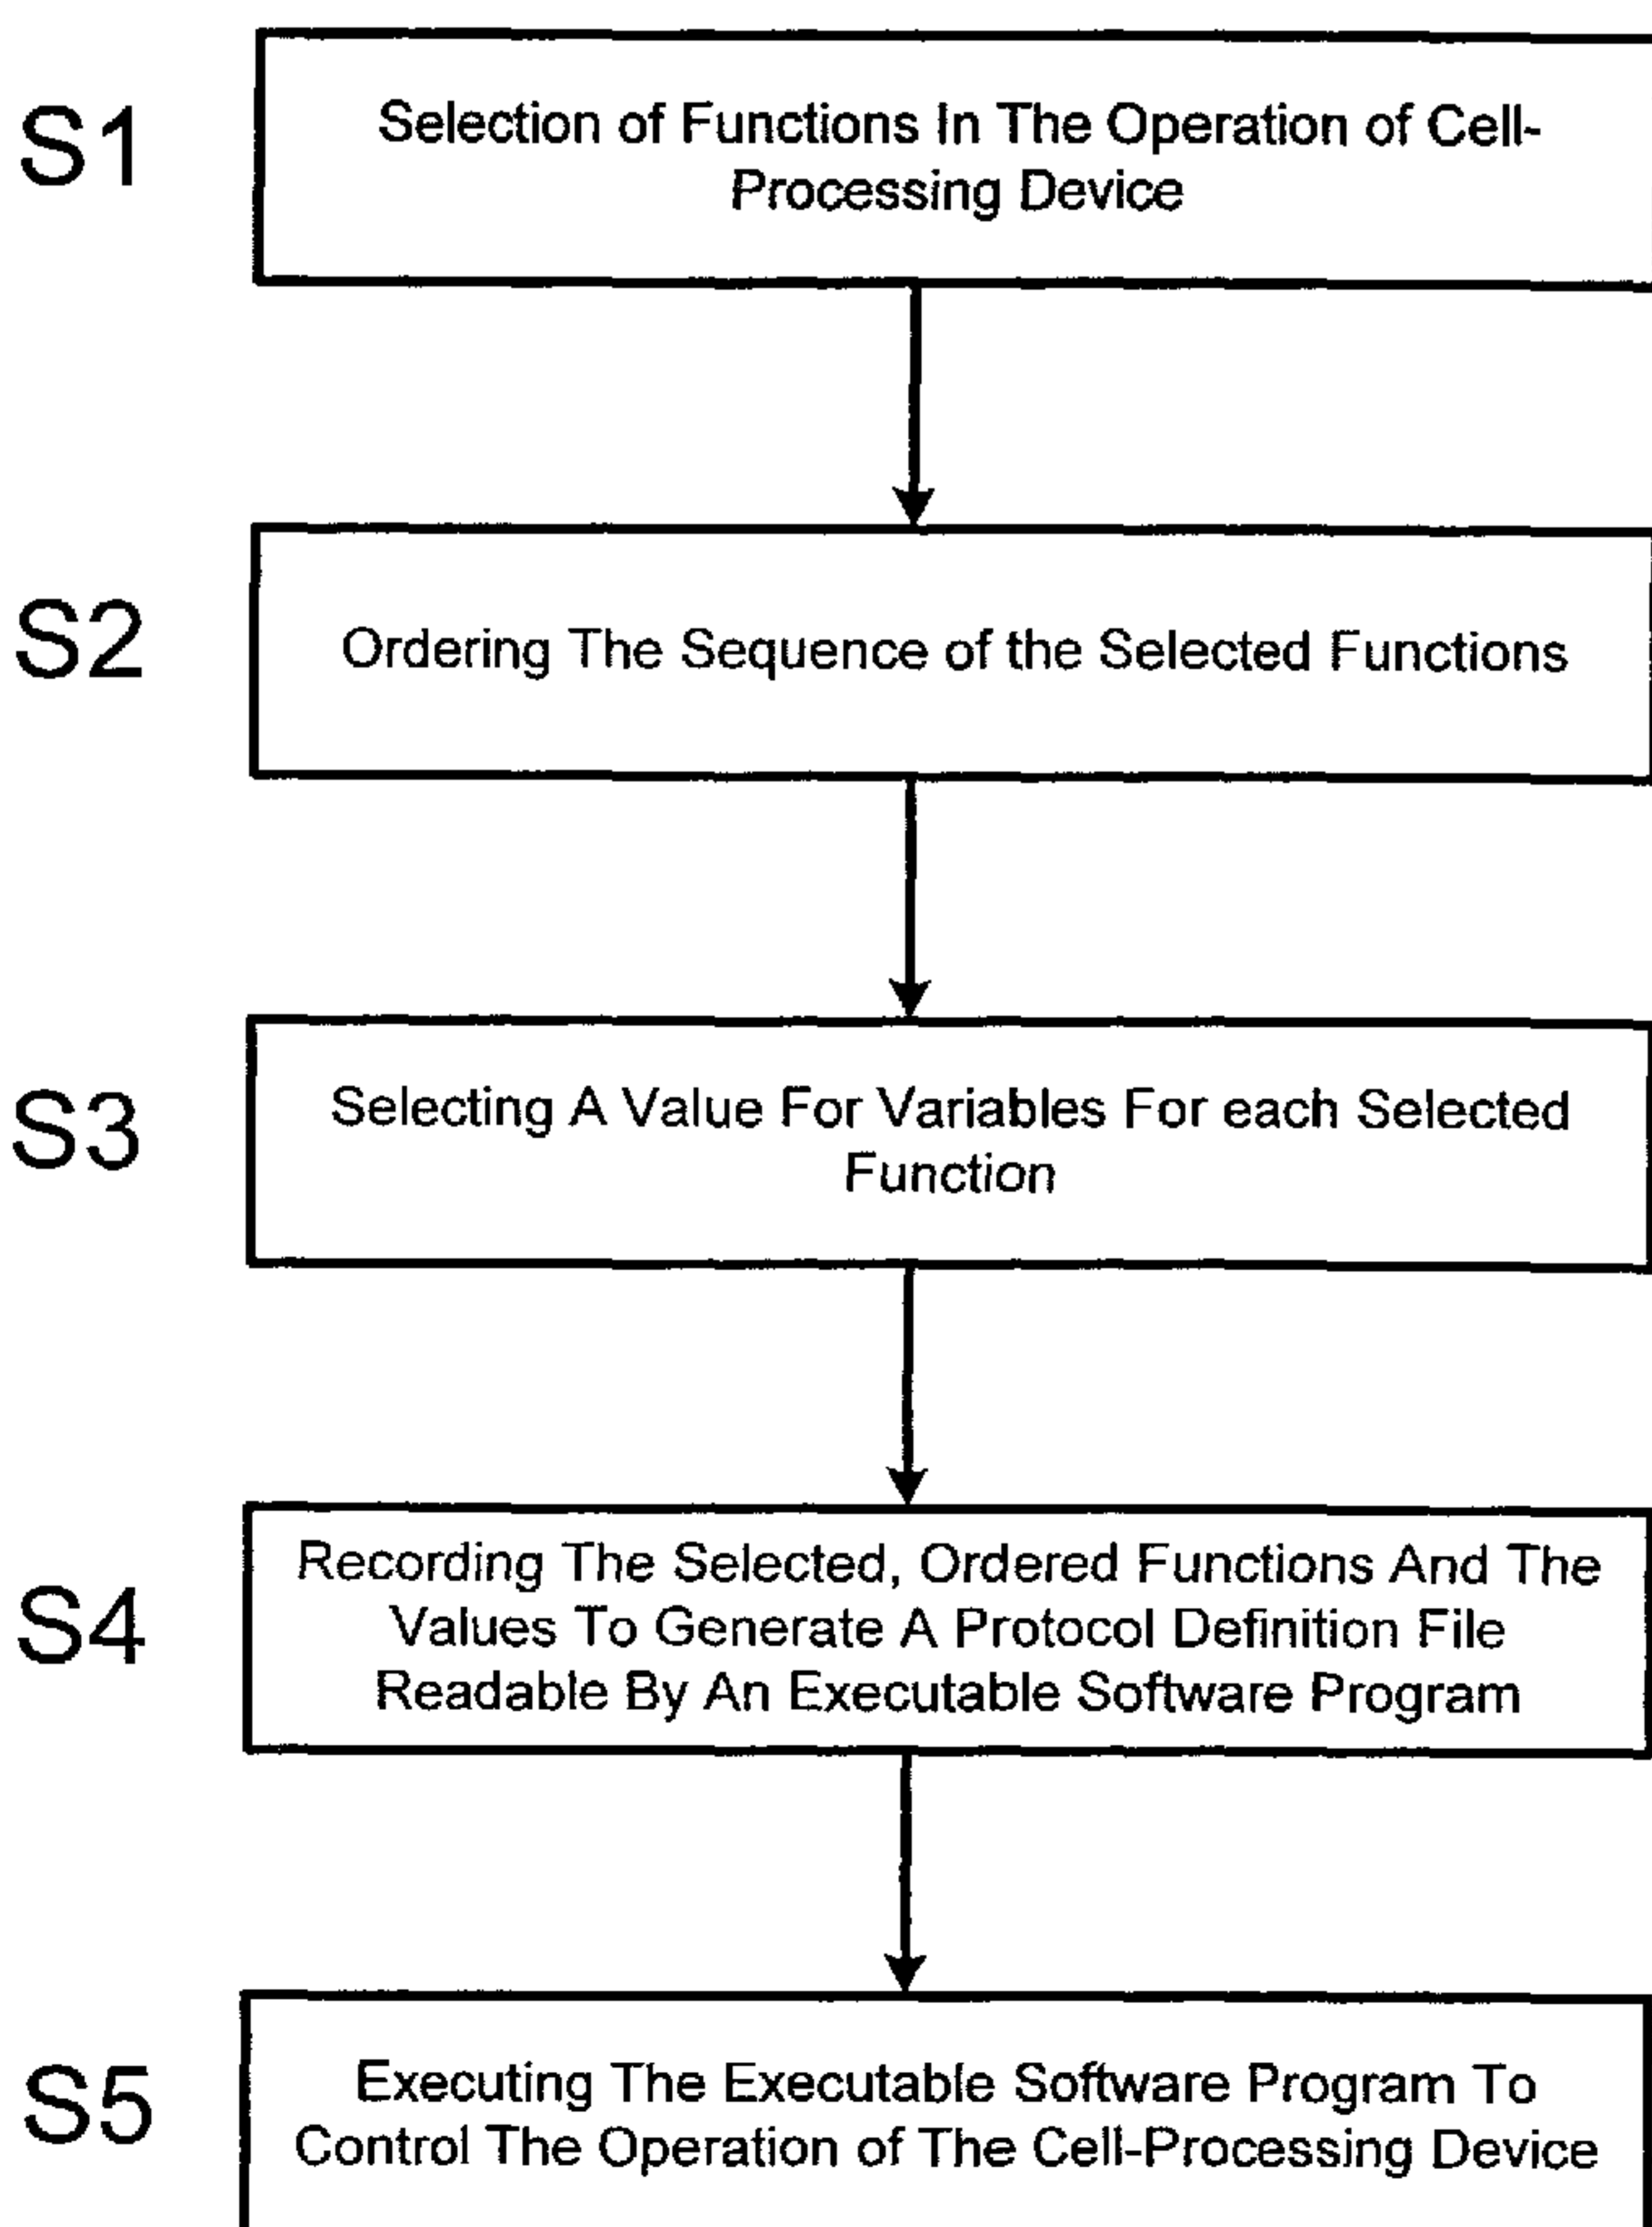 S1
Selection of Functions In The Operation of Cell-
Processing Device
S2
Ordering The Sequence of the Selected Functions
S3
Selecting A Value For Variables For each Selected
Function
S4
Recording The Selected, Ordered Functions And The
Values To Generate A Protocol Definition File
Readable By An Executable Software Program
S5
Executing The Executable Software Program To
Control The Operation of The Cell-Processing Device